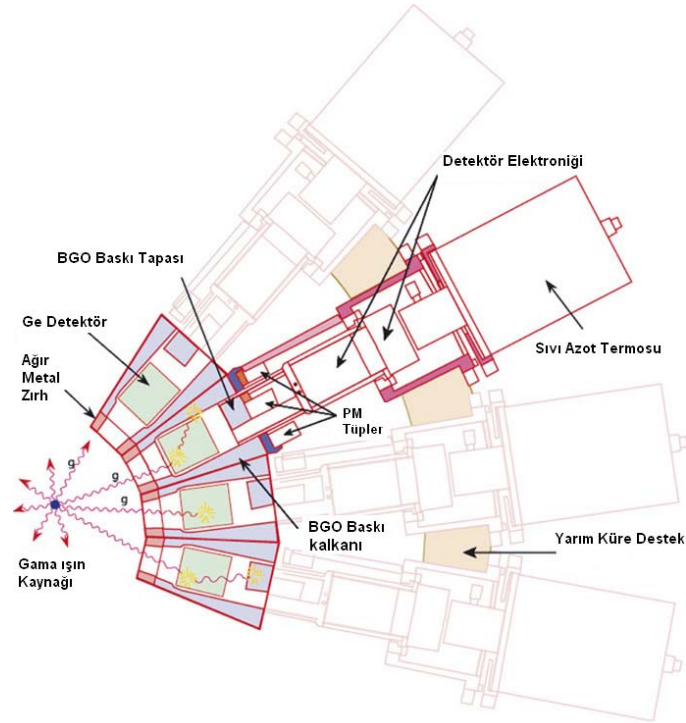 Detektör Elektroniği
BGO Baskı Tapası
Ge Detektör
Sıvı Azot Termosu
Ağır
Metal
Zırh
PM
Tüpler
g
g
g
BGO Baskı
kalkanı
Yarım Küre Destek
Gama ışın
Kaynağı